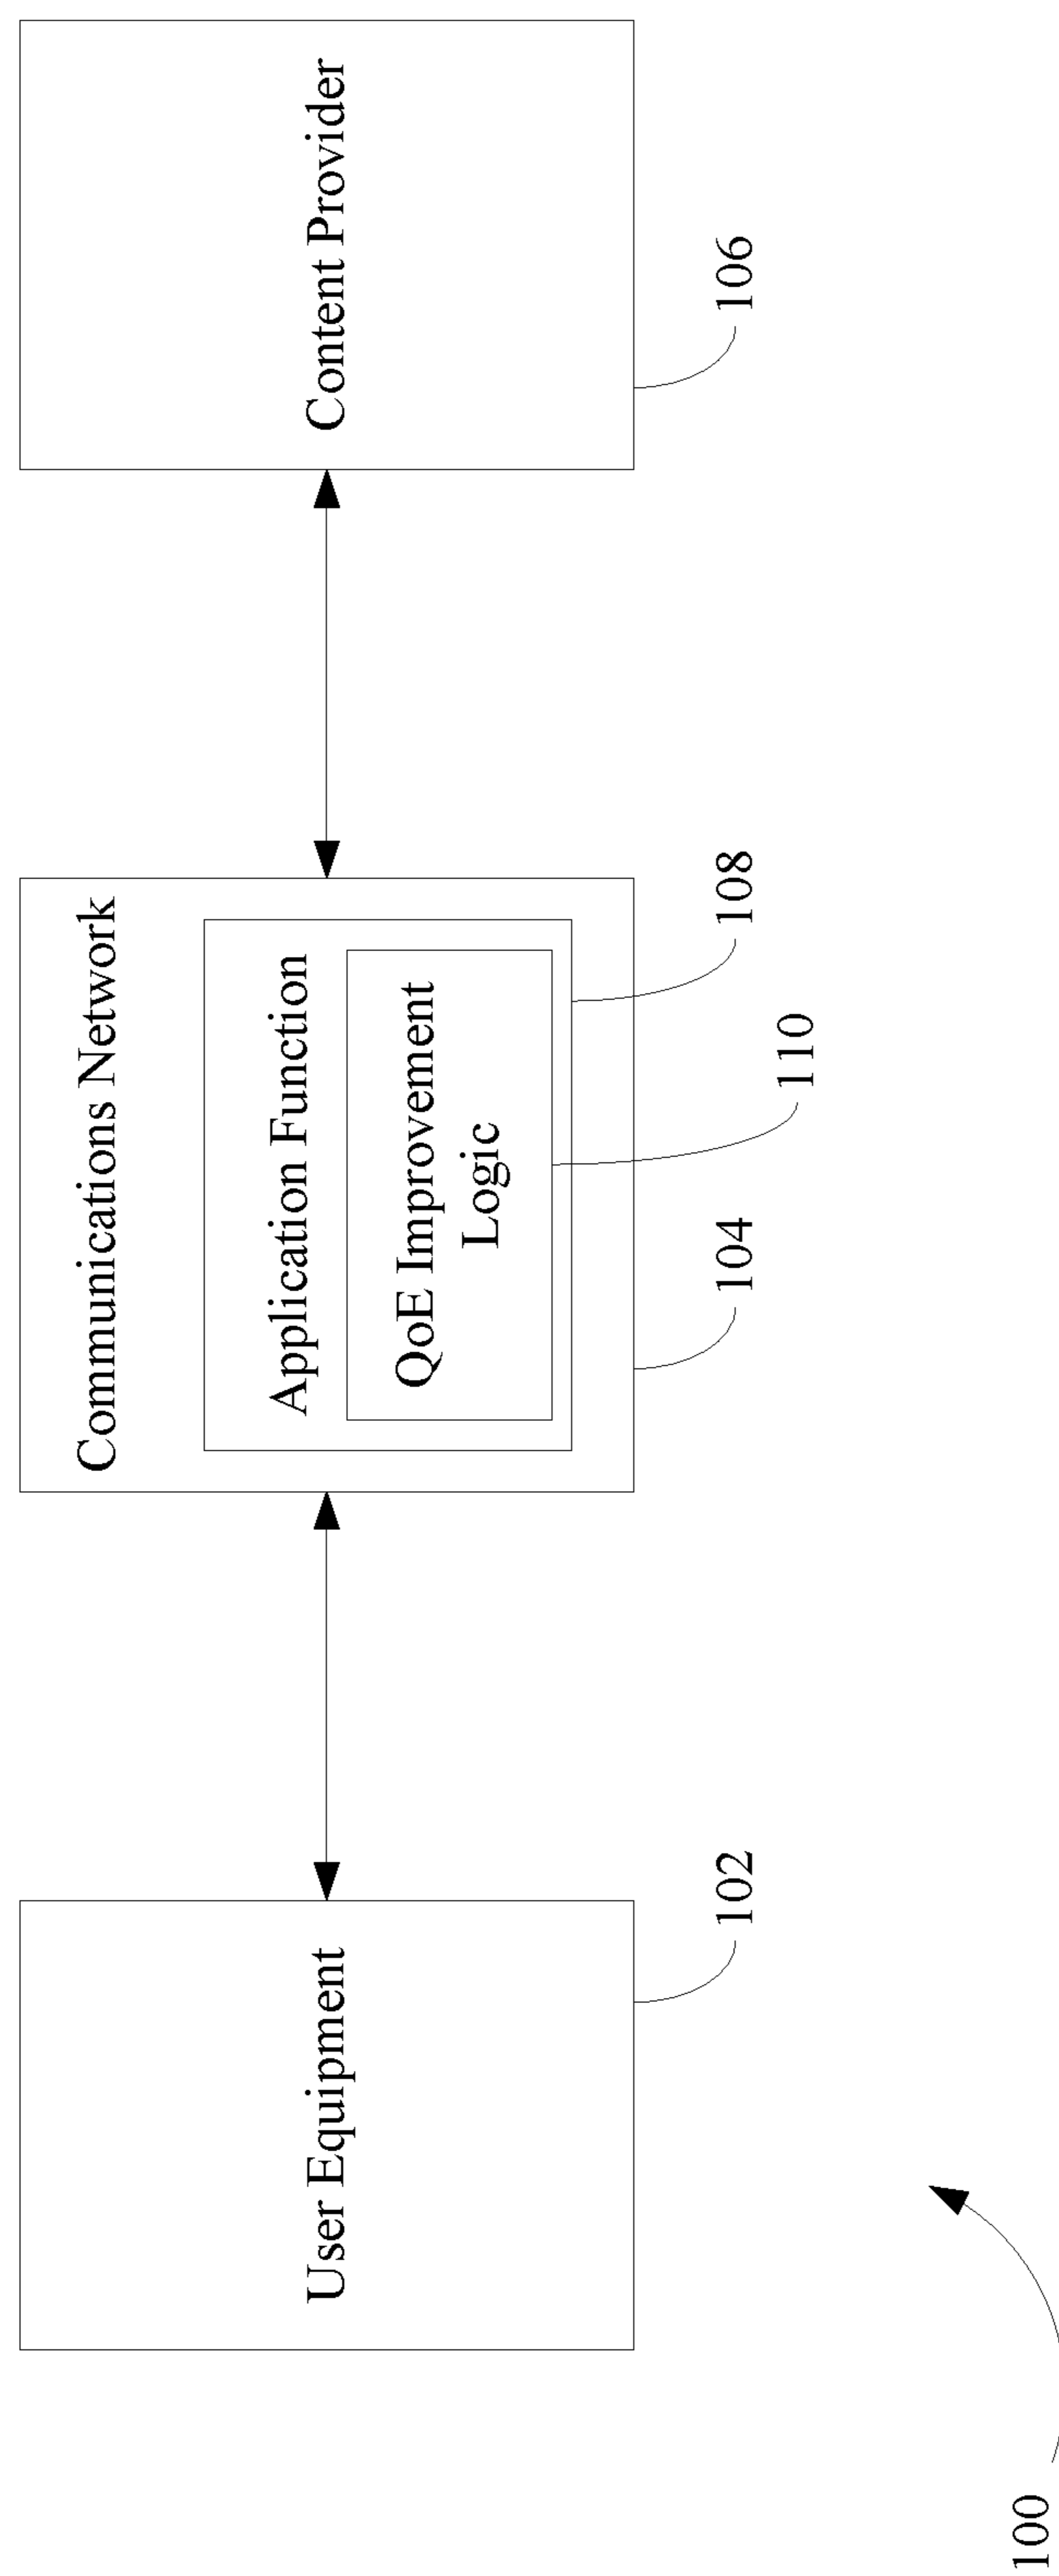 User Equipment
Communications Network
Application Function
QoE Improvement
Logic
Content Provider
102
104
110
108
106
100